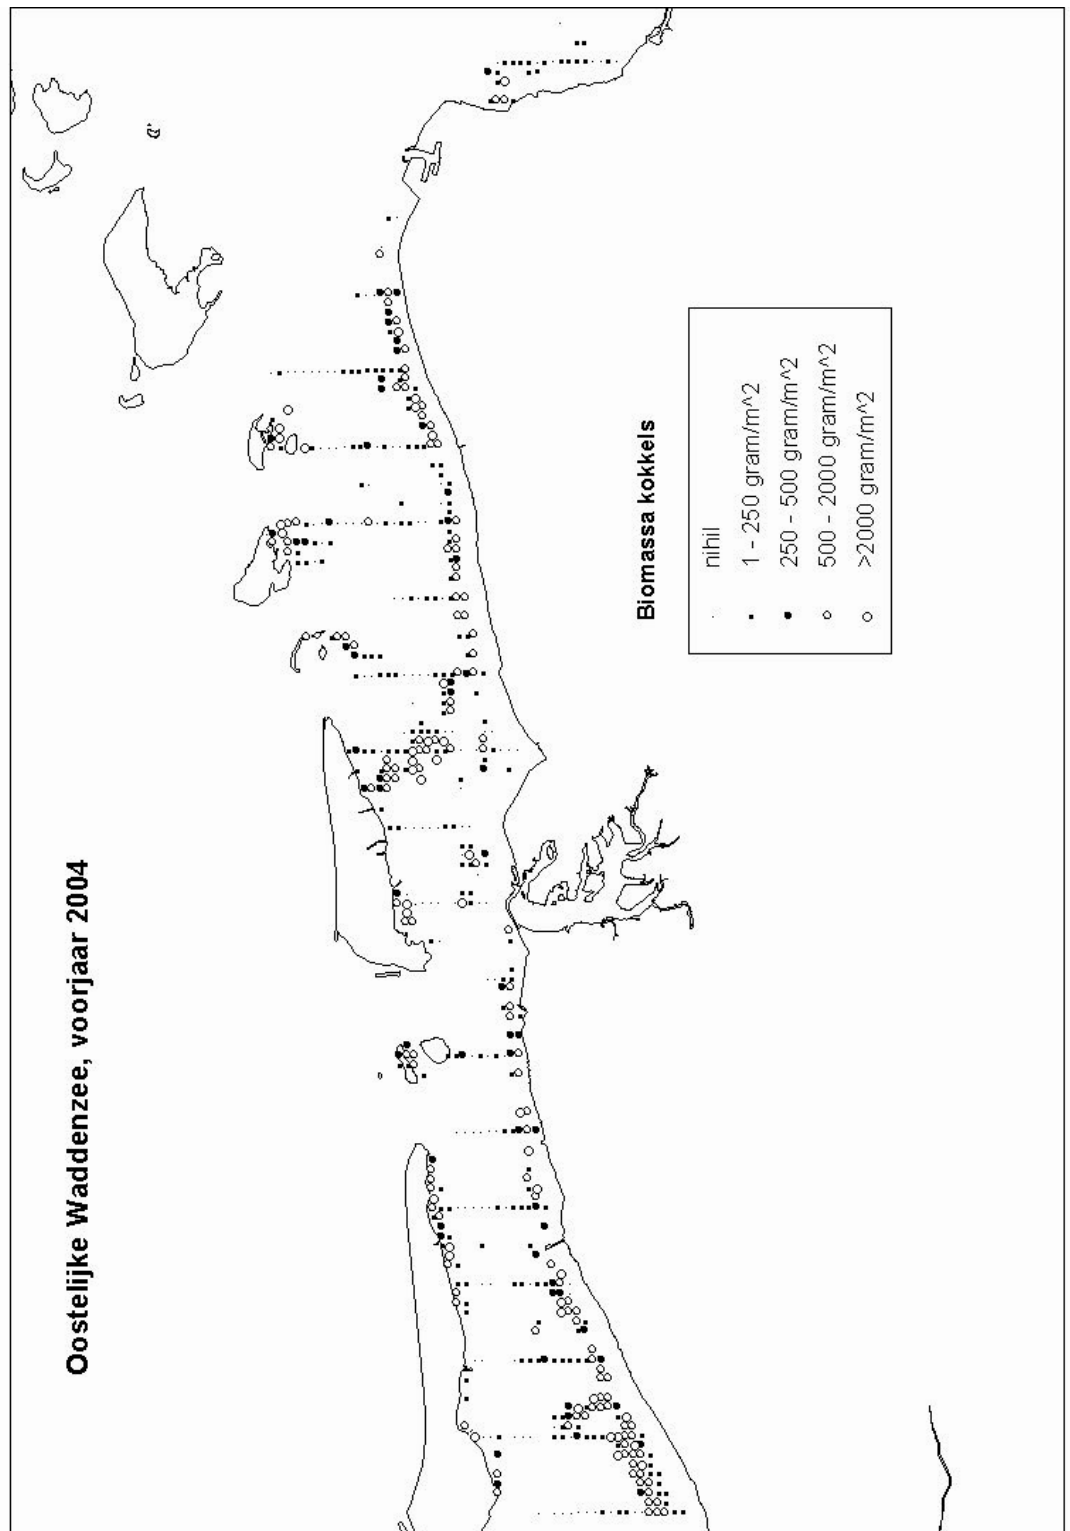 Oostelijke Waddenzee, voorjaar 2004
Biomassa kokkels
nihil
1 - 250 gram/m^2
250 - 500 gram/m^2
500 - 2000 gram/m^2
>2000 gram/m^2